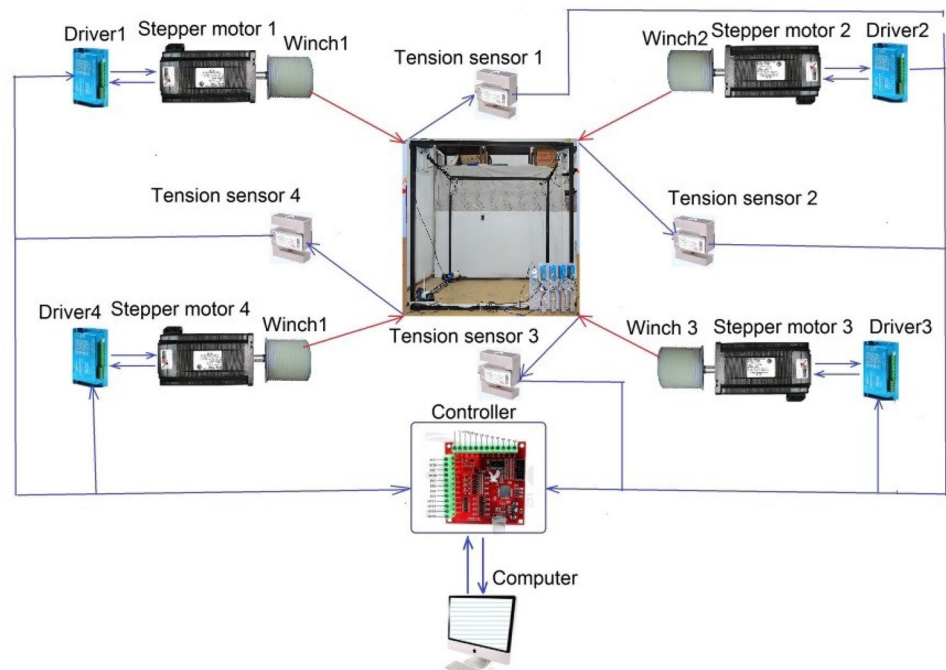 Driver1
Stepper motor 1
Winch1
Tension sensor 1
Winch2
Stepper motor 2
Driver2
Tension sensor 4
Tension sensor 2
Driver4
Stepper motor 4
Winch1
Tension sensor 3
Winch 3
Stepper motor 3
Driver3
Controller
Computer